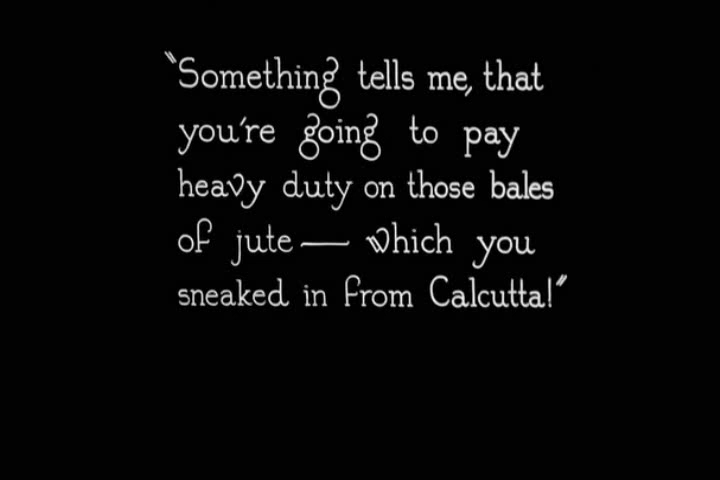 "Something tells me, that
you're going to pay
heavy duty on those bales
of jute — which you
sneaked in from Calcutta!"